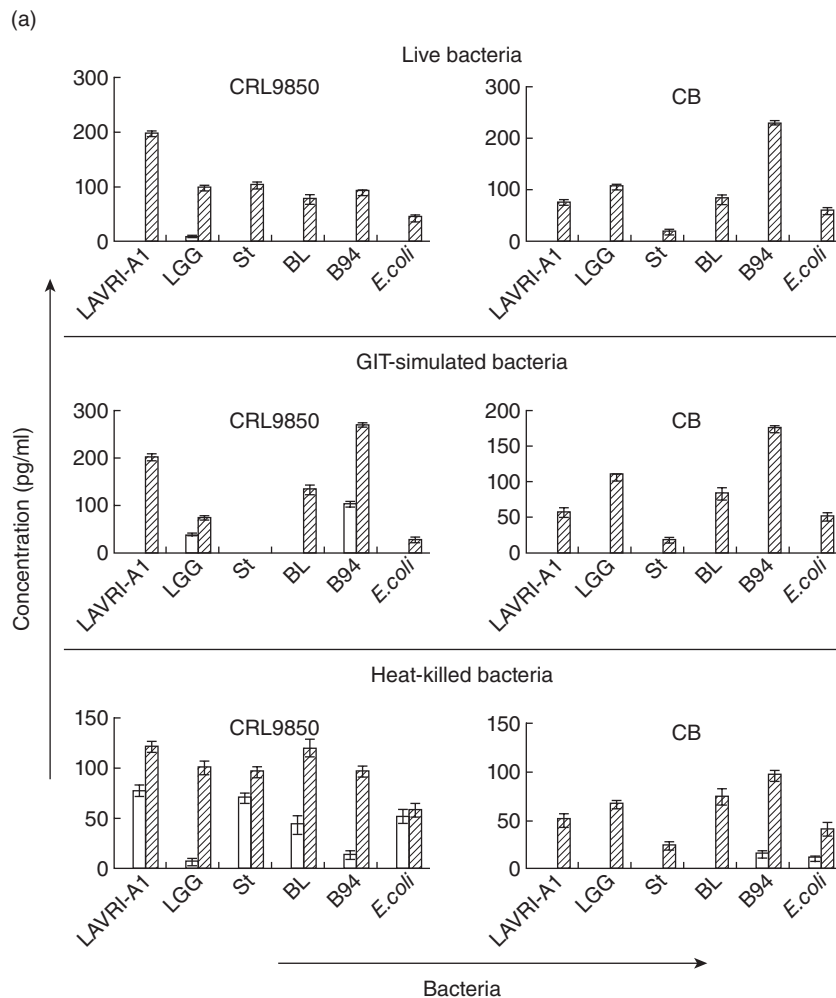 (a)
Live bacteria
CRL9850
300
200
100
0
LAVRI-A1
LGG
St
BL
B94
E.coli
CB
300
200
100
0
LAVRI-A1
LGG
St
BL
B94
E.coli
GIT-simulated bacteria
CRL9850
300
200
100
0
LAVRI-A1
LGG
St
BL
B94
E.coli
CB
200
150
100
50
0
LAVRI-A1
LGG
St
BL
B94
E.coli
Heat-killed bacteria
CRL9850
150
100
50
0
LAVRI-A1
LGG
St
BL
B94
E.coli
CB
150
100
50
0
LAVRI-A1
LGG
St
BL
B94
E.coli
Concentration (pg/ml)
Bacteria